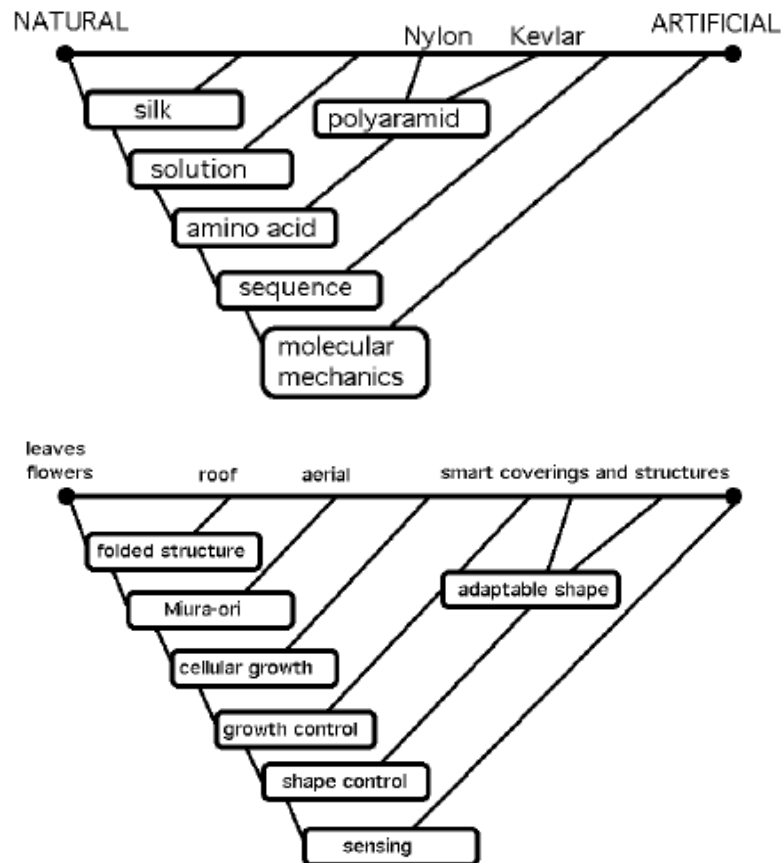 NATURAL
Nylon
Kevlar
ARTIFICIAL
silk
polyaramid
solution
amino acid
sequence
molecular
mechanics
leaves
flowers
roof
aerial
smart coverings and structures
folded structure
adaptable shape
Miura-ori
cellular growth
growth control
shape control
sensing